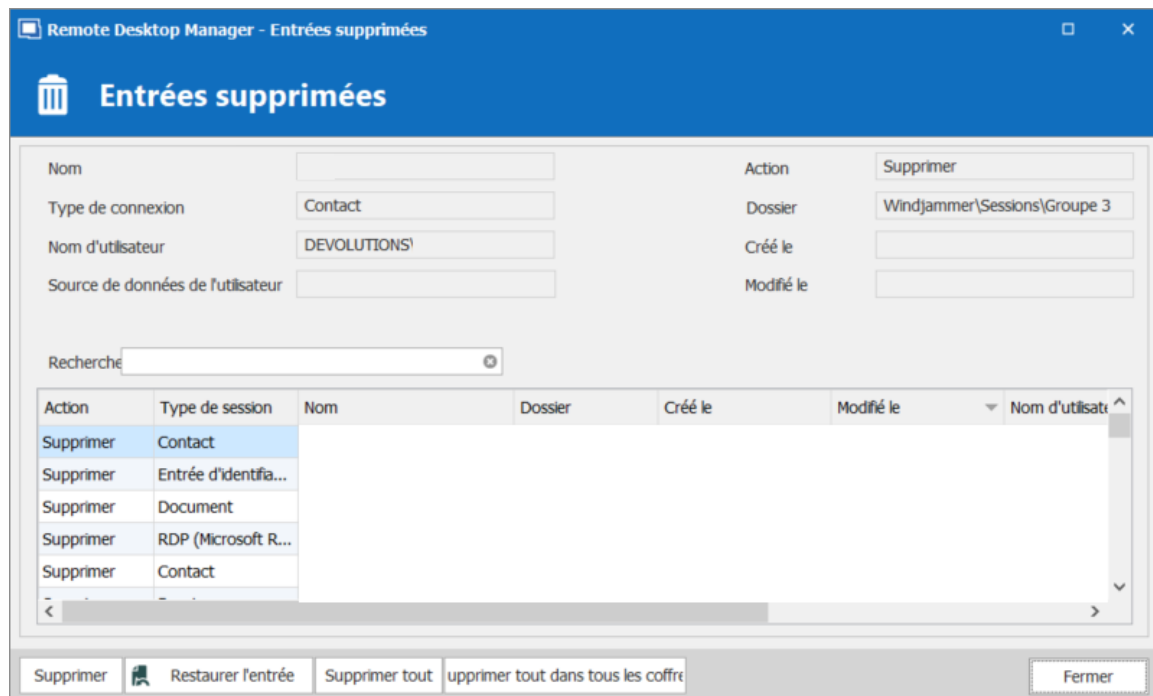 Remote Desktop Manager - Entrées supprimées
Entrées supprimées
Nom
Action Supprimer
Type de connexion Contact
Dossier Windjammer\Sessions\Groupe 3
Nom d'utilisateur DEVOLUTIONS\
Créé le
Source de données de l'utilisateur
Modifié le
Recherche
Action Type de session Nom Dossier Créé le Modifié le Nom d'utilisate
Supprimer Contact
Supprimer Entrée d'identifia...
Supprimer Document
Supprimer RDP (Microsoft R...
Supprimer Contact
Supprimer Restaurer l'entrée Supprimer tout upprimer tout dans tous les coffre Fermer